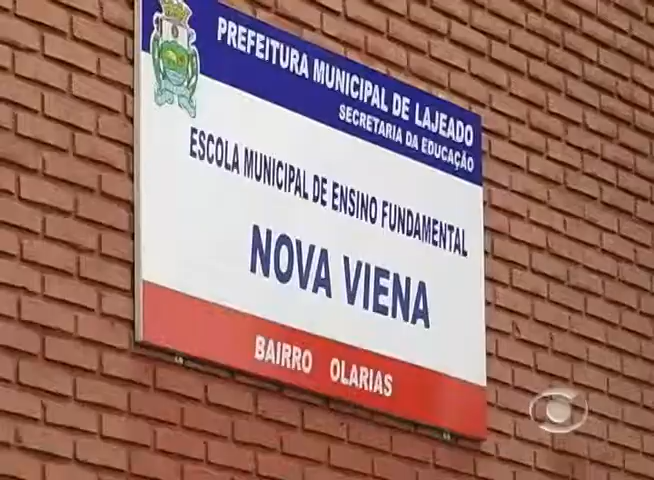 PREFEITURA MUNICIPAL DE LAJEADO
SECRETARIA DA EDUCAÇÃO
ESCOLA MUNICIPAL DE ENSINO FUNDAMENTAL
NOVA VIENA
BAIRRO OLARIAS